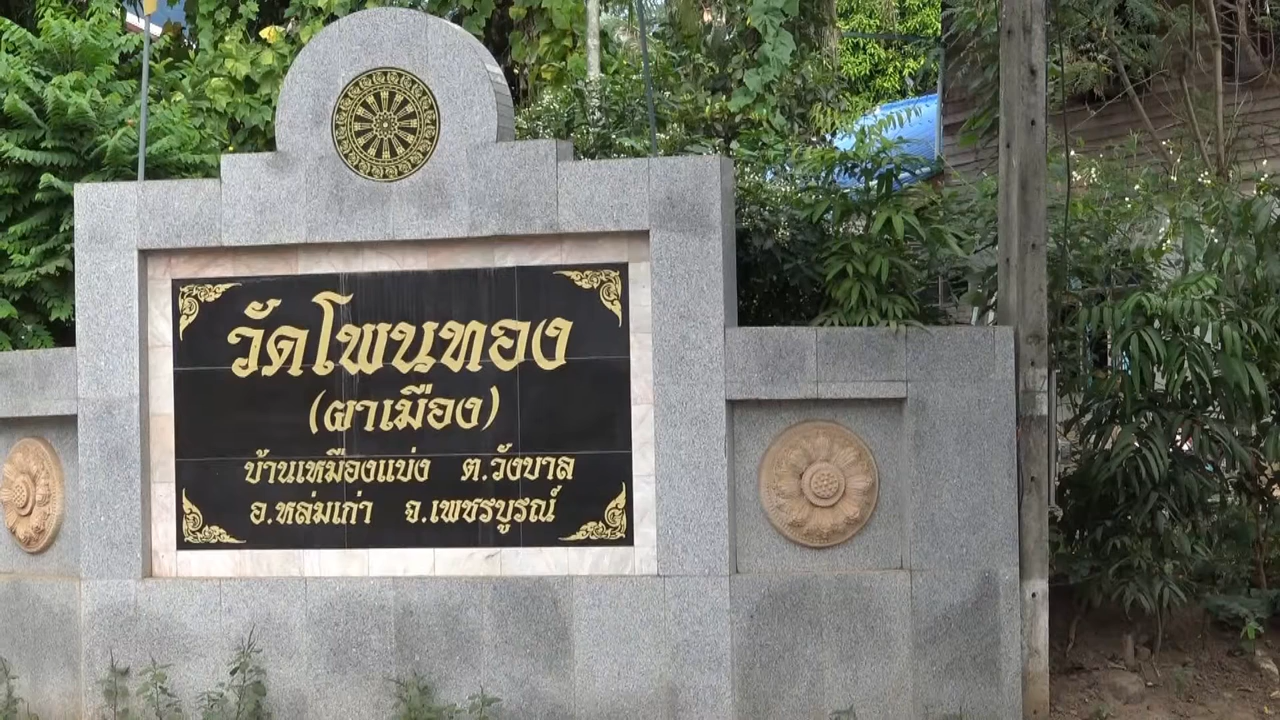 วัดโพนทอง
(ผาเมือง)
บ้านเหมืองแบ่ง ต.วังบาล
อ.หล่มเก่า จ.เพชรบูรณ์